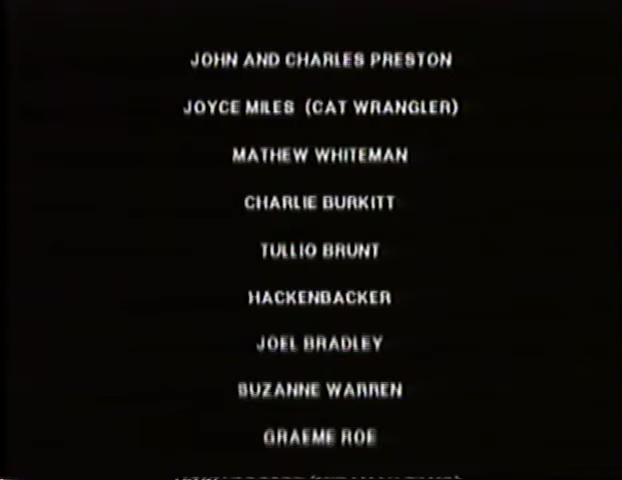 JOHN AND CHARLES PRESTON
JOYCE MILES (CAT WRANGLER)
MATHEW WHITEMAN
CHARLIE BURKITT
TULLIO BRUNT
HACKENBACKER
JOEL BRADLEY
SUZANNE WARREN
GRAEME ROE